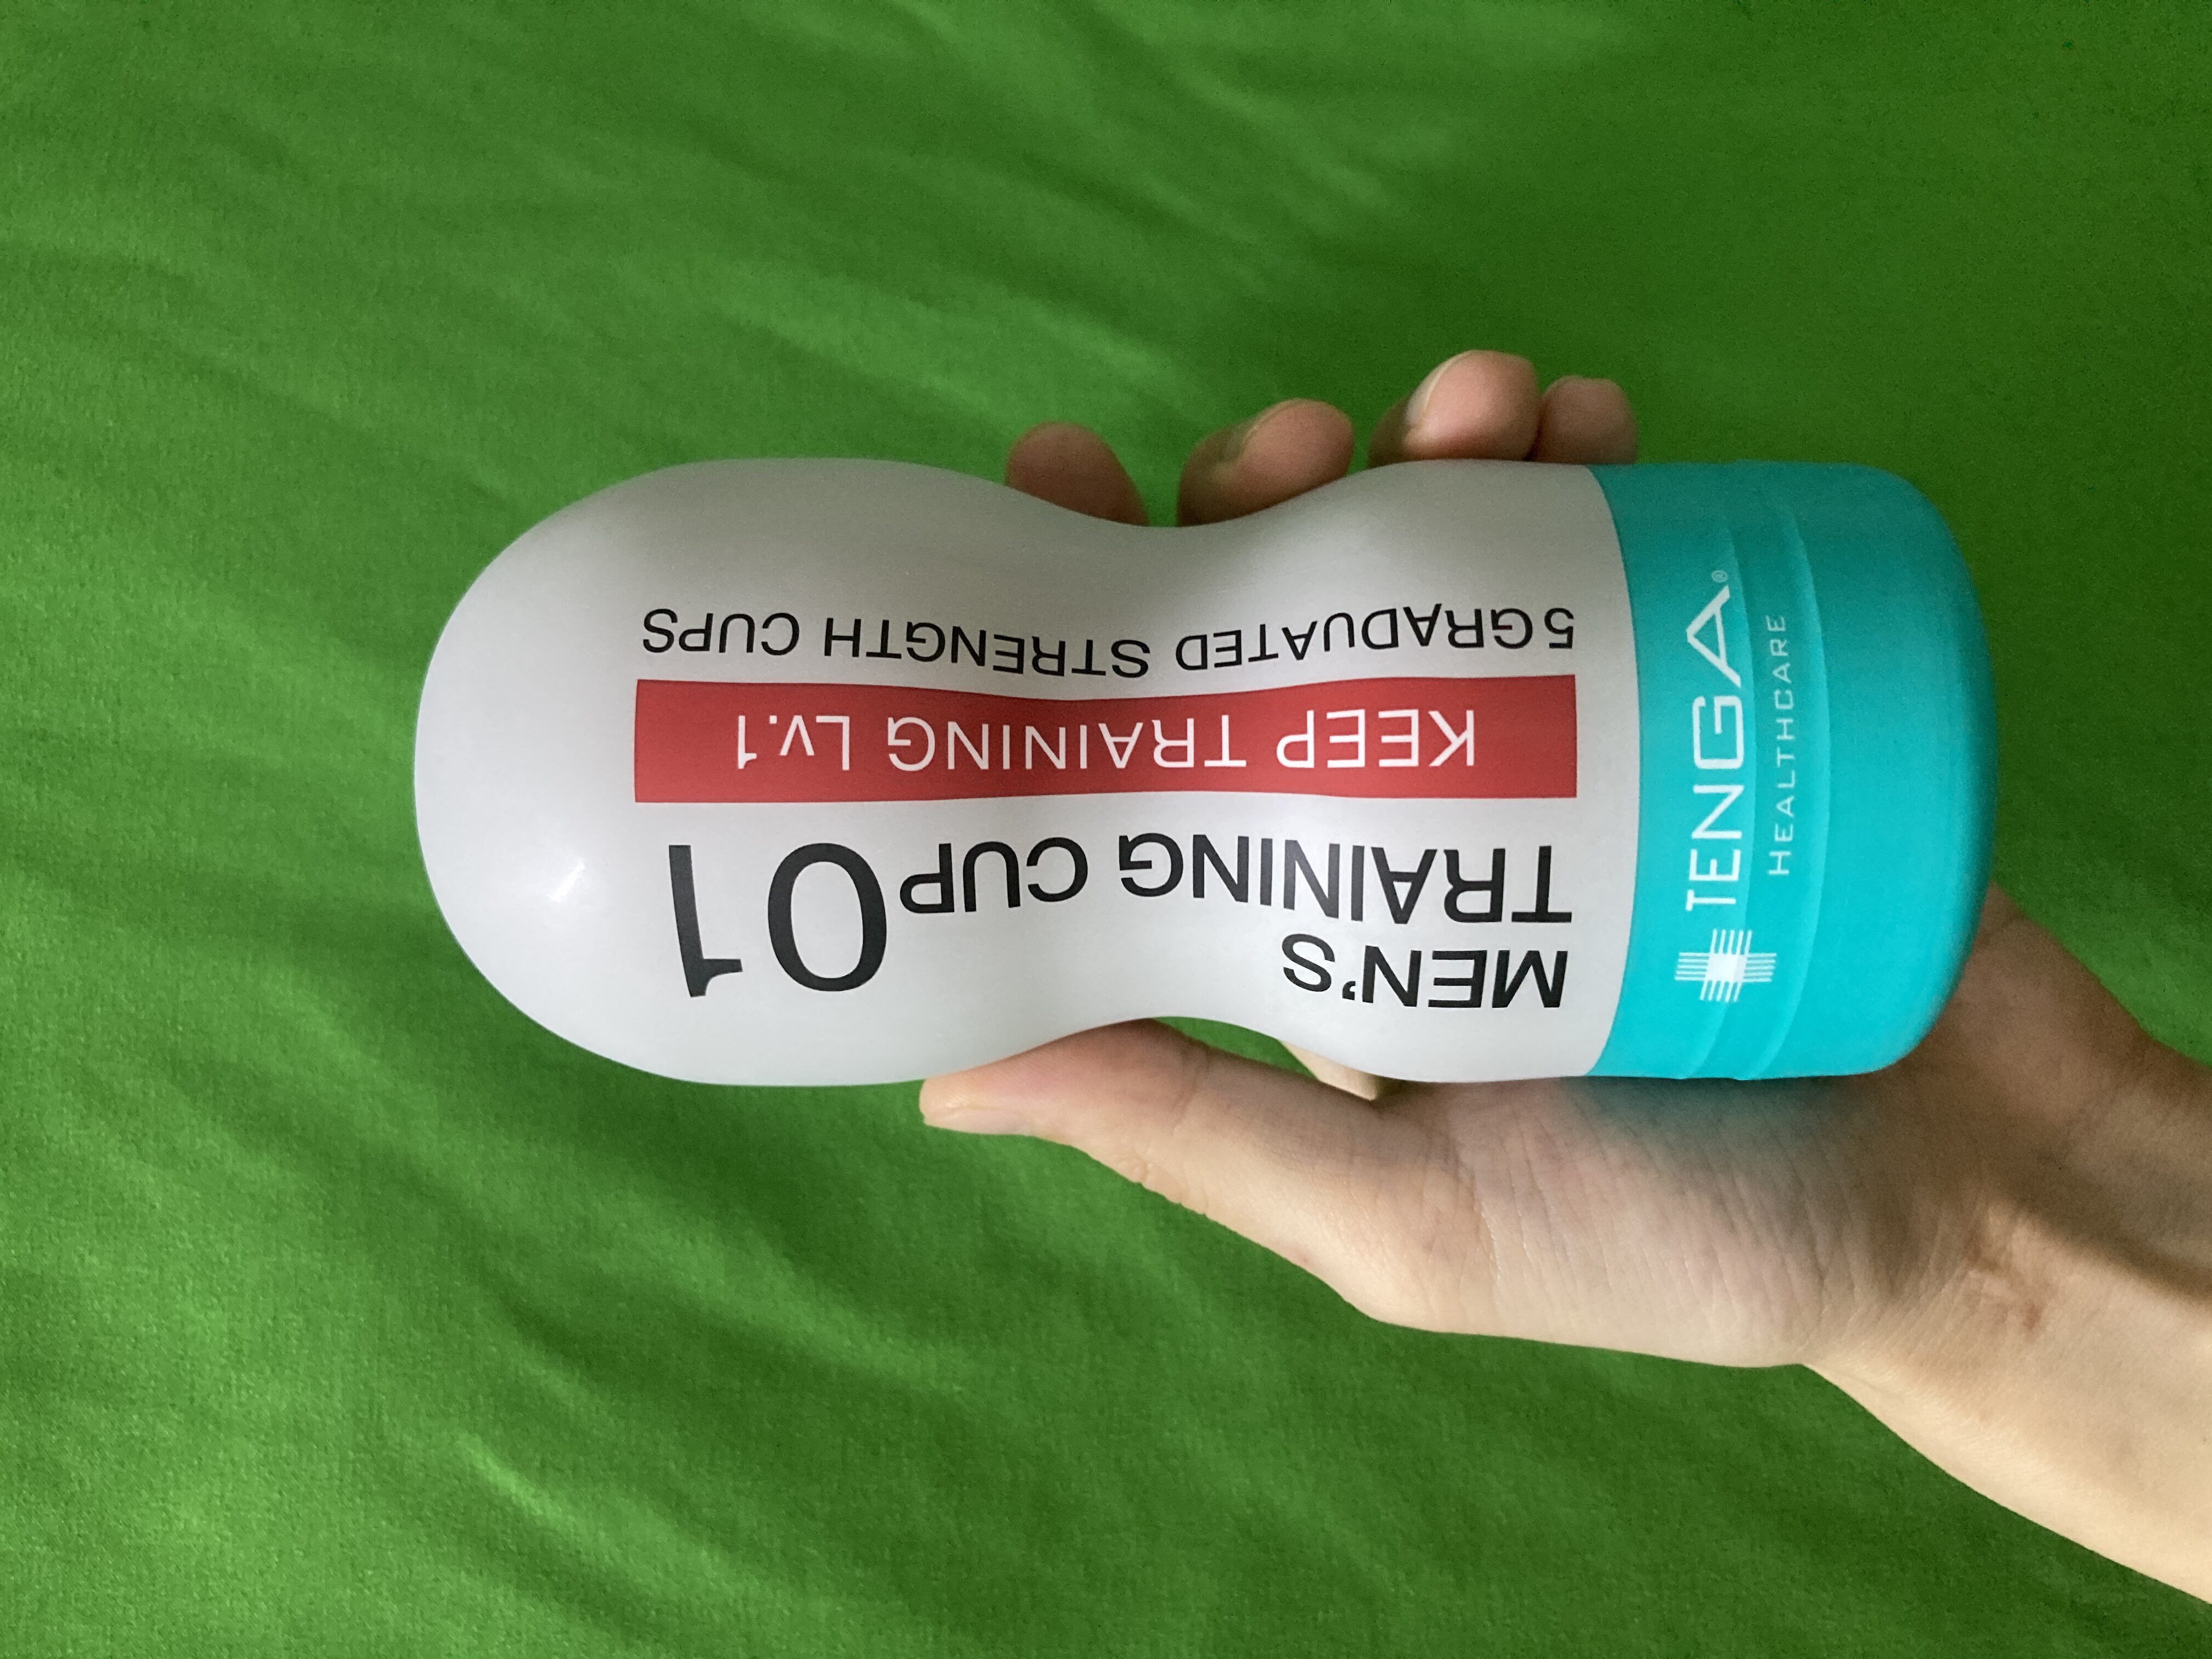 MEN'S
TRAINING CUP 01
KEEP TRAINING Lv.1
5 GRADUATED STRENGTH CUPS
TENGA®
HEALTHCARE